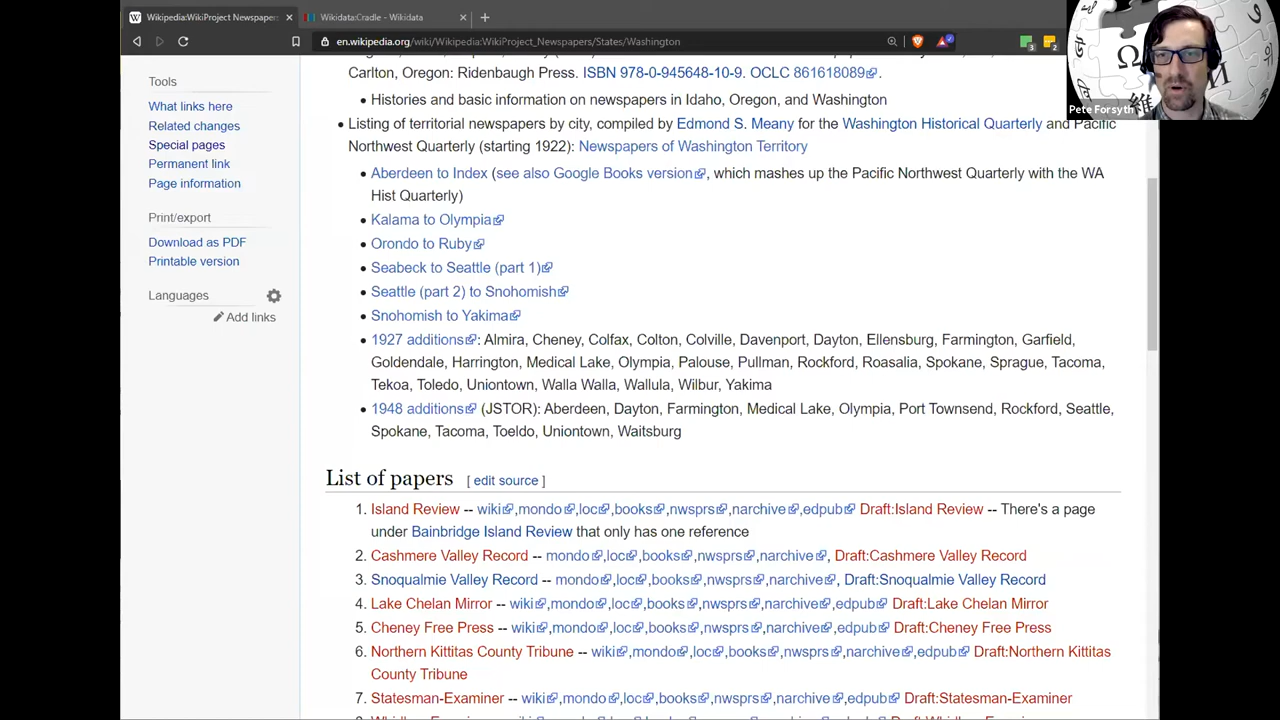 Wikipedia:WikiProject Newspaper:
Wikidata:Cradle - Wikidata
en.wikipedia.org/wiki/Wikipedia:WikiProject_Newspapers/States/Washington
3
2
Pete Forsyth
Tools
What links here
Related changes
Special pages
Permanent link
Page information
Print/export
Download as PDF
Printable version
Languages
Add links
Carlton, Oregon: Ridenbaugh Press. ISBN 978-0-945648-10-9. OCLC 861618089.
• Histories and basic information on newspapers in Idaho, Oregon, and Washington
• Listing of territorial newspapers by city, compiled by Edmond S. Meany for the Washington Historical Quarterly and Pacific
Northwest Quarterly (starting 1922): Newspapers of Washington Territory
• Aberdeen to Index (see also Google Books version, which mashes up the Pacific Northwest Quarterly with the WA
Hist Quarterly)
• Kalama to Olympia
• Orondo to Ruby
• Seabeck to Seattle (part 1)
• Seattle (part 2) to Snohomish
• Snohomish to Yakima
• 1927 additions: Almira, Cheney, Colfax, Colton, Colville, Davenport, Dayton, Ellensburg, Farmington, Garfield,
Goldendale, Harrington, Medical Lake, Olympia, Palouse, Pullman, Rockford, Roasalia, Spokane, Sprague, Tacoma,
Tekoa, Toledo, Uniontown, Walla Walla, Wallula, Wilbur, Yakima
• 1948 additions (JSTOR): Aberdeen, Dayton, Farmington, Medical Lake, Olympia, Port Townsend, Rockford, Seattle,
Spokane, Tacoma, Toeldo, Uniontown, Waitsburg
List of papers [ edit source ]
1. Island Review -- wiki,mondo,loc,books,nwsprs,narchive,edpub Draft:Island Review -- There's a page
under Bainbridge Island Review that only has one reference
2. Cashmere Valley Record -- mondo,loc,books,nwsprs,narchive, Draft:Cashmere Valley Record
3. Snoqualmie Valley Record -- mondo,loc,books,nwsprs,narchive, Draft:Snoqualmie Valley Record
4. Lake Chelan Mirror -- wiki,mondo,loc,books,nwsprs,narchive,edpub Draft:Lake Chelan Mirror
5. Cheney Free Press -- wiki,mondo,loc,books,nwsprs,narchive,edpub Draft:Cheney Free Press
6. Northern Kittitas County Tribune -- wiki,mondo,loc,books,nwsprs,narchive,edpub Draft:Northern Kittitas
County Tribune
7. Statesman-Examiner -- wiki,mondo,loc,books,nwsprs,narchive,edpub Draft:Statesman-Examiner